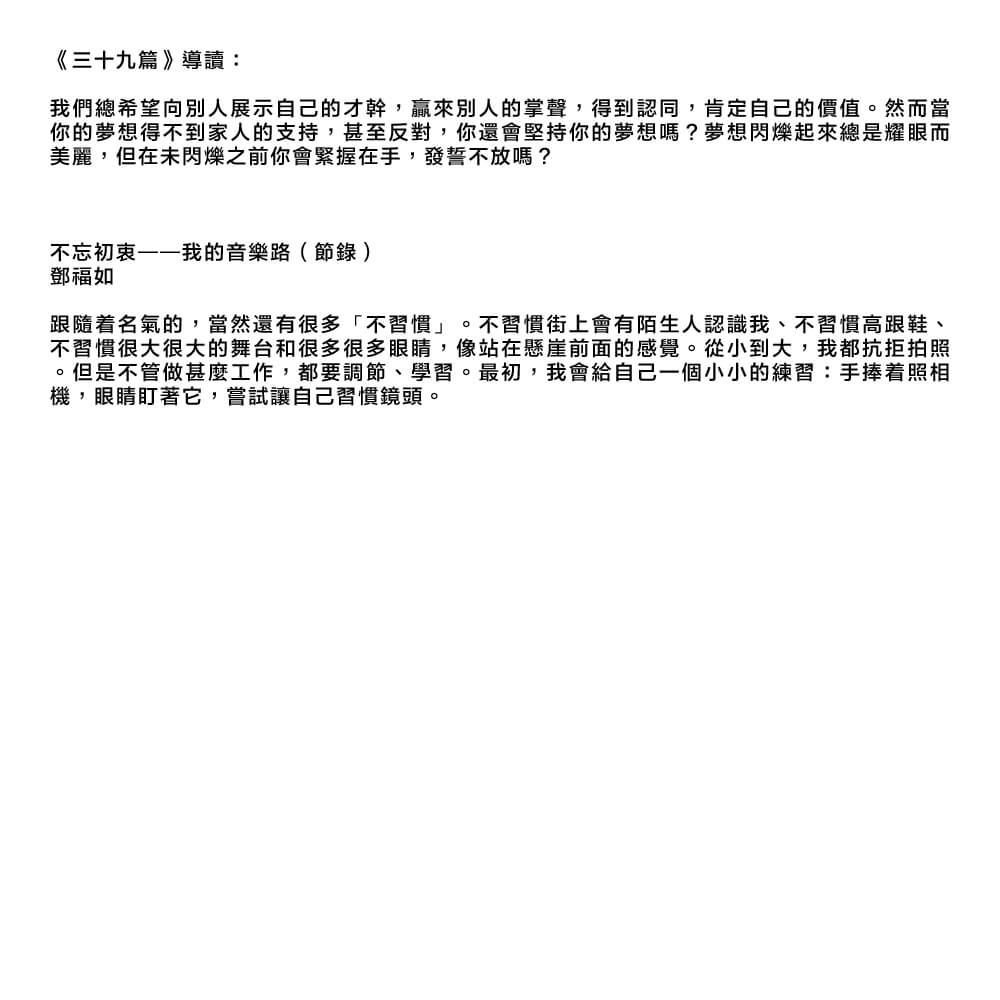 《三十九篇》導讀：
我們總希望向別人展示自己的才幹，贏來別人的掌聲，得到認同，肯定自己的價值。然而當
你的夢想得不到家人的支持，甚至反對，你還會堅持你的夢想嗎？夢想閃爍起來總是耀眼而
美麗，但在未閃爍之前你會緊握在手，發誓不放嗎？
不忘初衷——我的音樂路（節錄）
鄧福如
跟隨着名氣的，當然還有很多「不習慣」。不習慣街上會有陌生人認識我、不習慣高跟鞋、
不習慣很大很大的舞台和很多很多眼睛，像站在懸崖前面的感覺。從小到大，我都抗拒拍照
。但是不管做甚麼工作，都要調節、學習。最初，我會給自己一個小小的練習：手捧着照相
機，眼睛盯著它，嘗試讓自己習慣鏡頭。